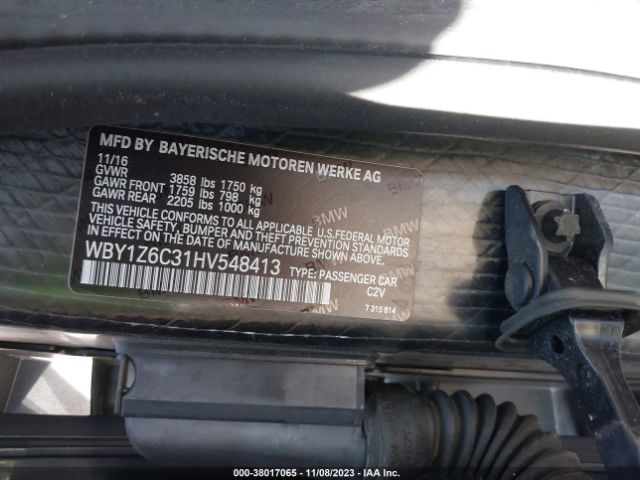 MFD BY BAYERISCHE MOTOREN WERKE AG
11/16
GVWR 3858 lbs 1750 kg
GAWR FRONT 1759 lbs 798 kg
GAWR REAR 2205 lbs 1000 kg
THIS VEHICLE CONFORMS TO ALL APPLICABLE U.S. FEDERAL MOTOR
VEHICLE SAFETY, BUMPER AND THEFT PREVENTION STANDARDS
IN EFFECT ON THE DATE OF MANUFACTURE SHOWN ABOVE.
WBY1Z6C31HV548413 TYPE: PASSENGER CAR
C2V
7 315 814
000-38017065 - 11/08/2023 - IAA Inc.